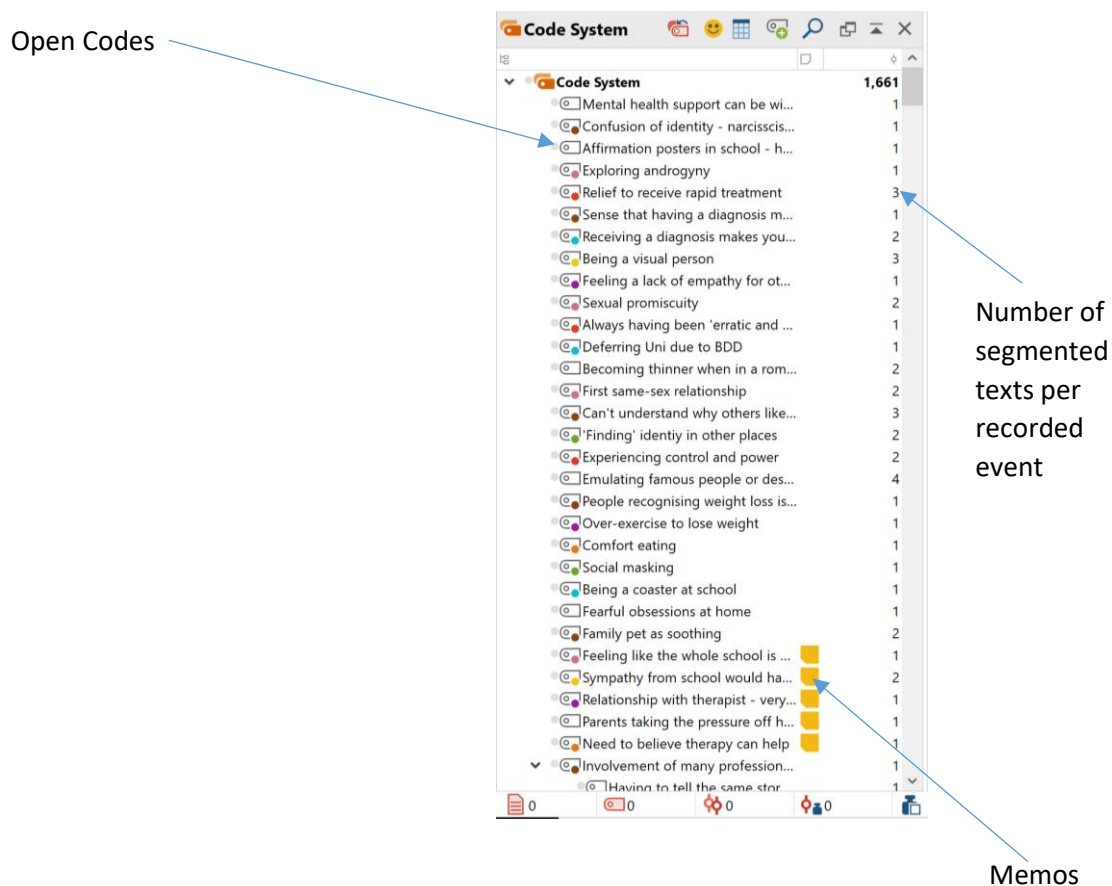 Open Codes
Code System
Code System 1,661
Mental health support can be wi... 1
Confusion of identity - narcisscis... 1
Affirmation posters in school - h... 1
Exploring androgyny 1
Relief to receive rapid treatment 3
Sense that having a diagnosis m... 1
Receiving a diagnosis makes you... 2
Being a visual person 3
Feeling a lack of empathy for ot... 1
Sexual promiscuity 2
Always having been 'erratic and ... 1
Deferring Uni due to BDD 1
Becoming thinner when in a rom... 2
First same-sex relationship 2
Can't understand why others like... 3
'Finding' identiy in other places 2
Experiencing control and power 2
Emulating famous people or des... 4
People recognising weight loss is... 1
Over-exercise to lose weight 1
Comfort eating 1
Social masking 1
Being a coaster at school 1
Fearful obsessions at home 1
Family pet as soothing 2
Feeling like the whole school is ... 1
Sympathy from school would ha... 2
Relationship with therapist - very... 1
Parents taking the pressure off h... 1
Need to believe therapy can help 1
Involvement of many profession... 1
Having to tell the same stor 1
0 0 0 0
Number of
segmented
texts per
recorded
event
Memos